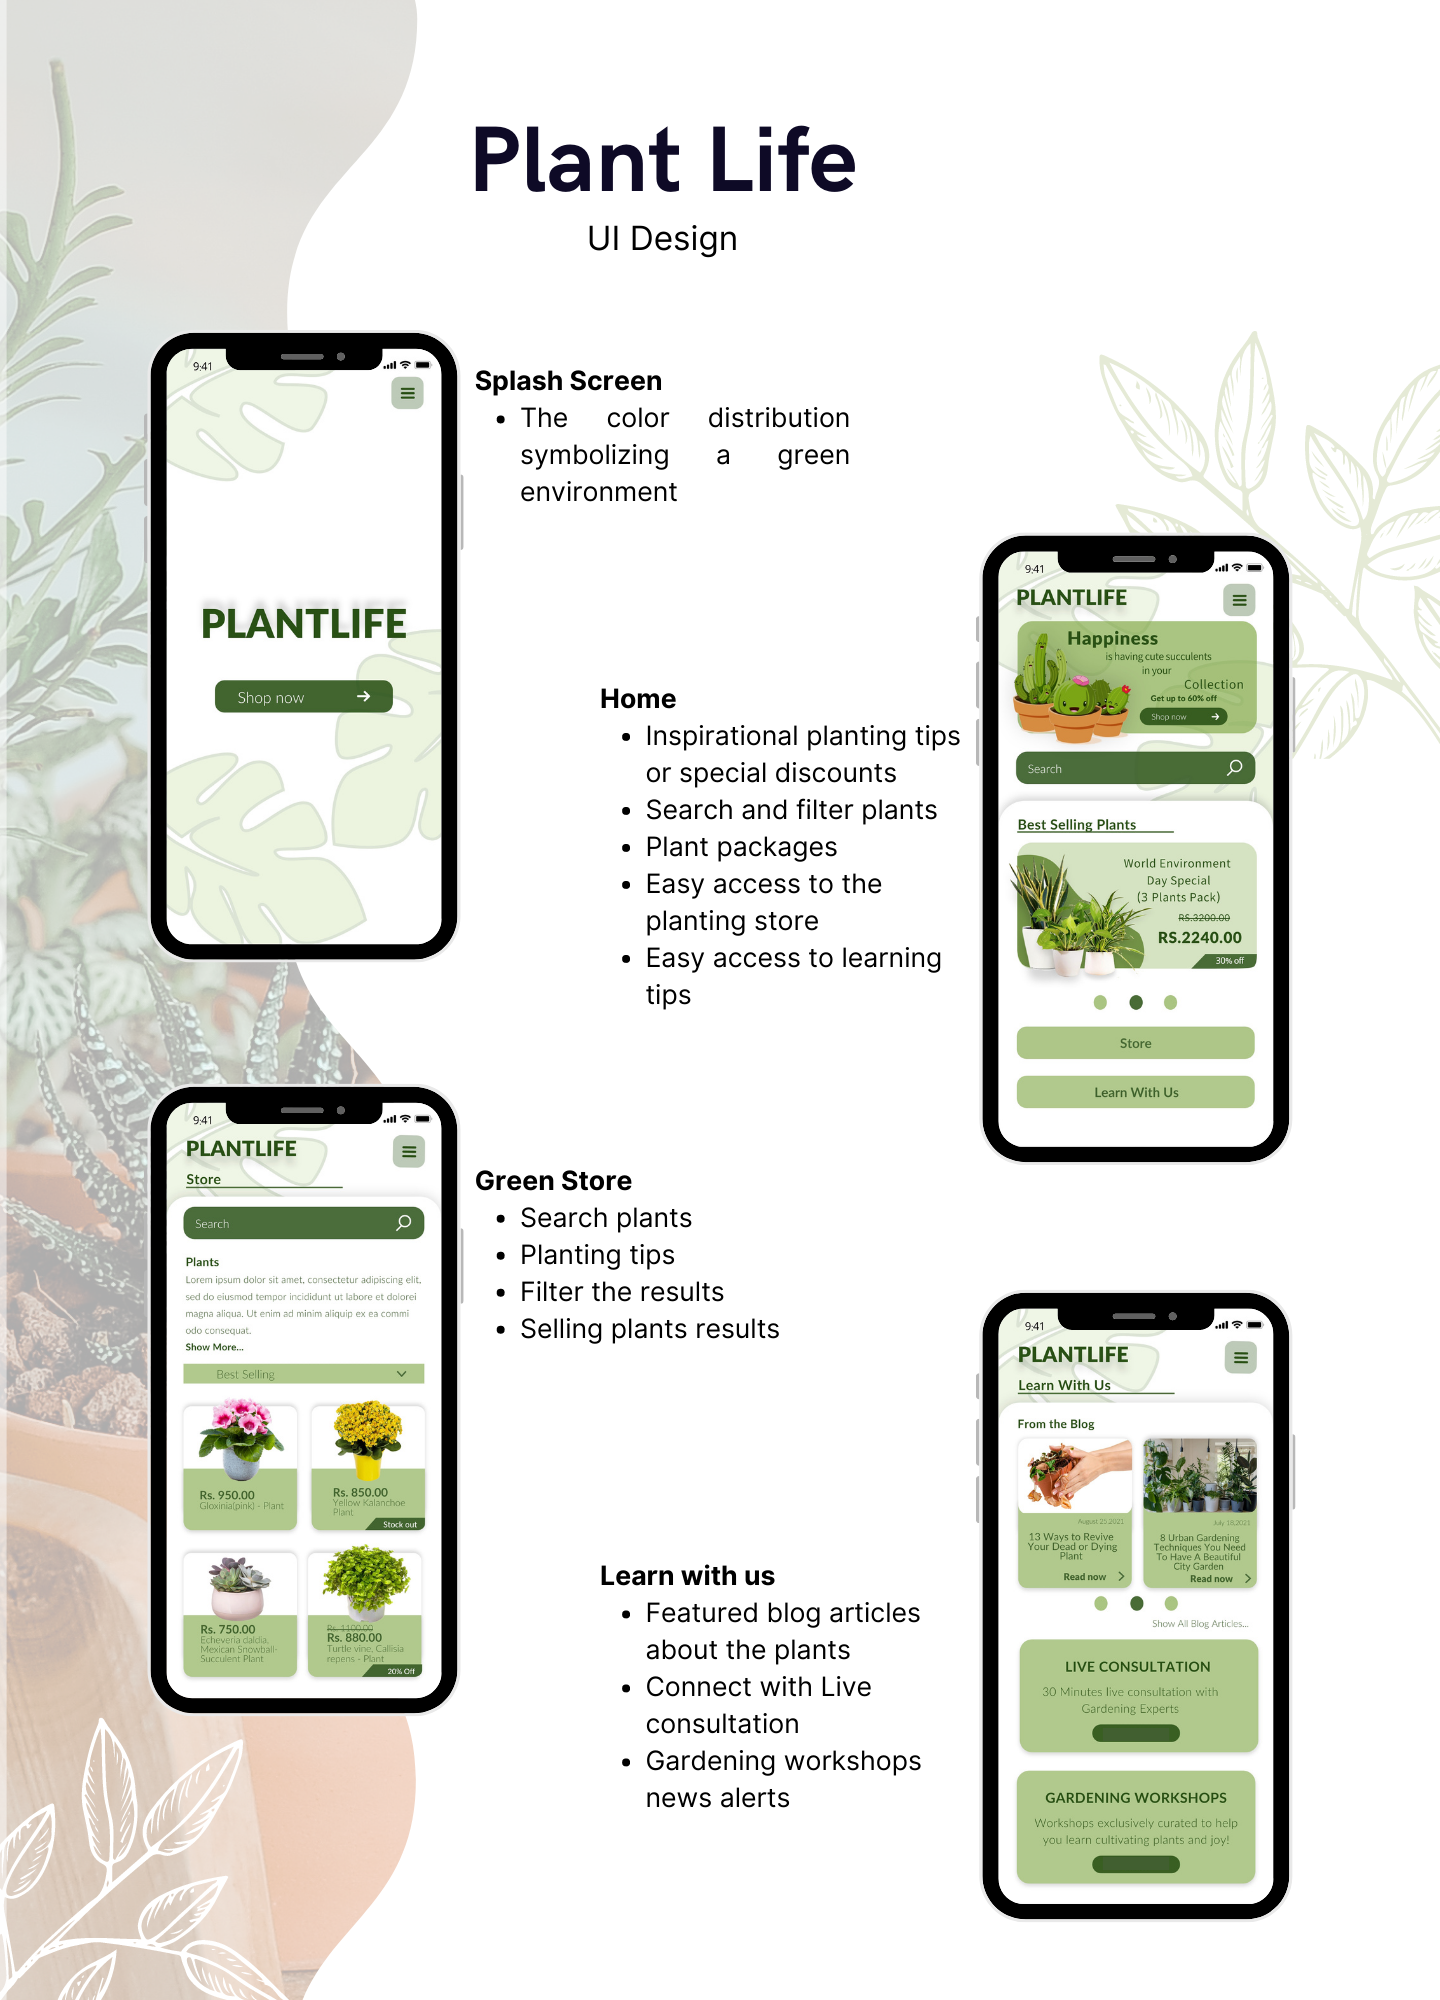 Plant Life
UI Design
9:41
PLANTLIFE
Shop now
Splash Screen
• The color distribution
symbolizing a green
environment
9:41
PLANTLIFE
Happiness
is having cute succulents
in your
Collection
Get up to 60% off
Shop now
Search
Best Selling Plants
World Environment
Day Special
(3 Plants Pack)
RS.3200.00
RS.2240.00
30% off
Store
Learn With Us
Home
• Inspirational planting tips
or special discounts
• Search and filter plants
• Plant packages
• Easy access to the
planting store
• Easy access to learning
tips
9:41
PLANTLIFE
Store
Search
Plants
Lorem ipsum dolor sit amet, consectetur adipiscing elit,
sed do eiusmod tempor incididunt ut labore et dolorei
magna aliqua. Ut enim ad minim aliquip ex ea commi
odo consequat.
Show More...
Best Selling
Rs. 950.00
Gloxinia(pink) - Plant
Rs. 850.00
Yellow Kalanchoe
Plant
Stock out
Rs. 750.00
Echeveria daldia,
Mexican Snowball-
Succulent Plant
Rs. 1100.00
Rs. 880.00
Turtle vine, Callisia
repens - Plant
20% Off
Green Store
• Search plants
• Planting tips
• Filter the results
• Selling plants results
9:41
PLANTLIFE
Learn With Us
From the Blog
August 25,2021
13 Ways to Revive
Your Dead or Dying
Plant
Read now
July 18,2021
8 Urban Gardening
Techniques You Need
To Have A Beautiful
City Garden
Read now
Show All Blog Articles...
LIVE CONSULTATION
30 Minutes live consultation with
Gardening Experts
GARDENING WORKSHOPS
Workshops exclusively curated to help
you learn cultivating plants and joy!
Learn with us
• Featured blog articles
about the plants
• Connect with Live
consultation
• Gardening workshops
news alerts